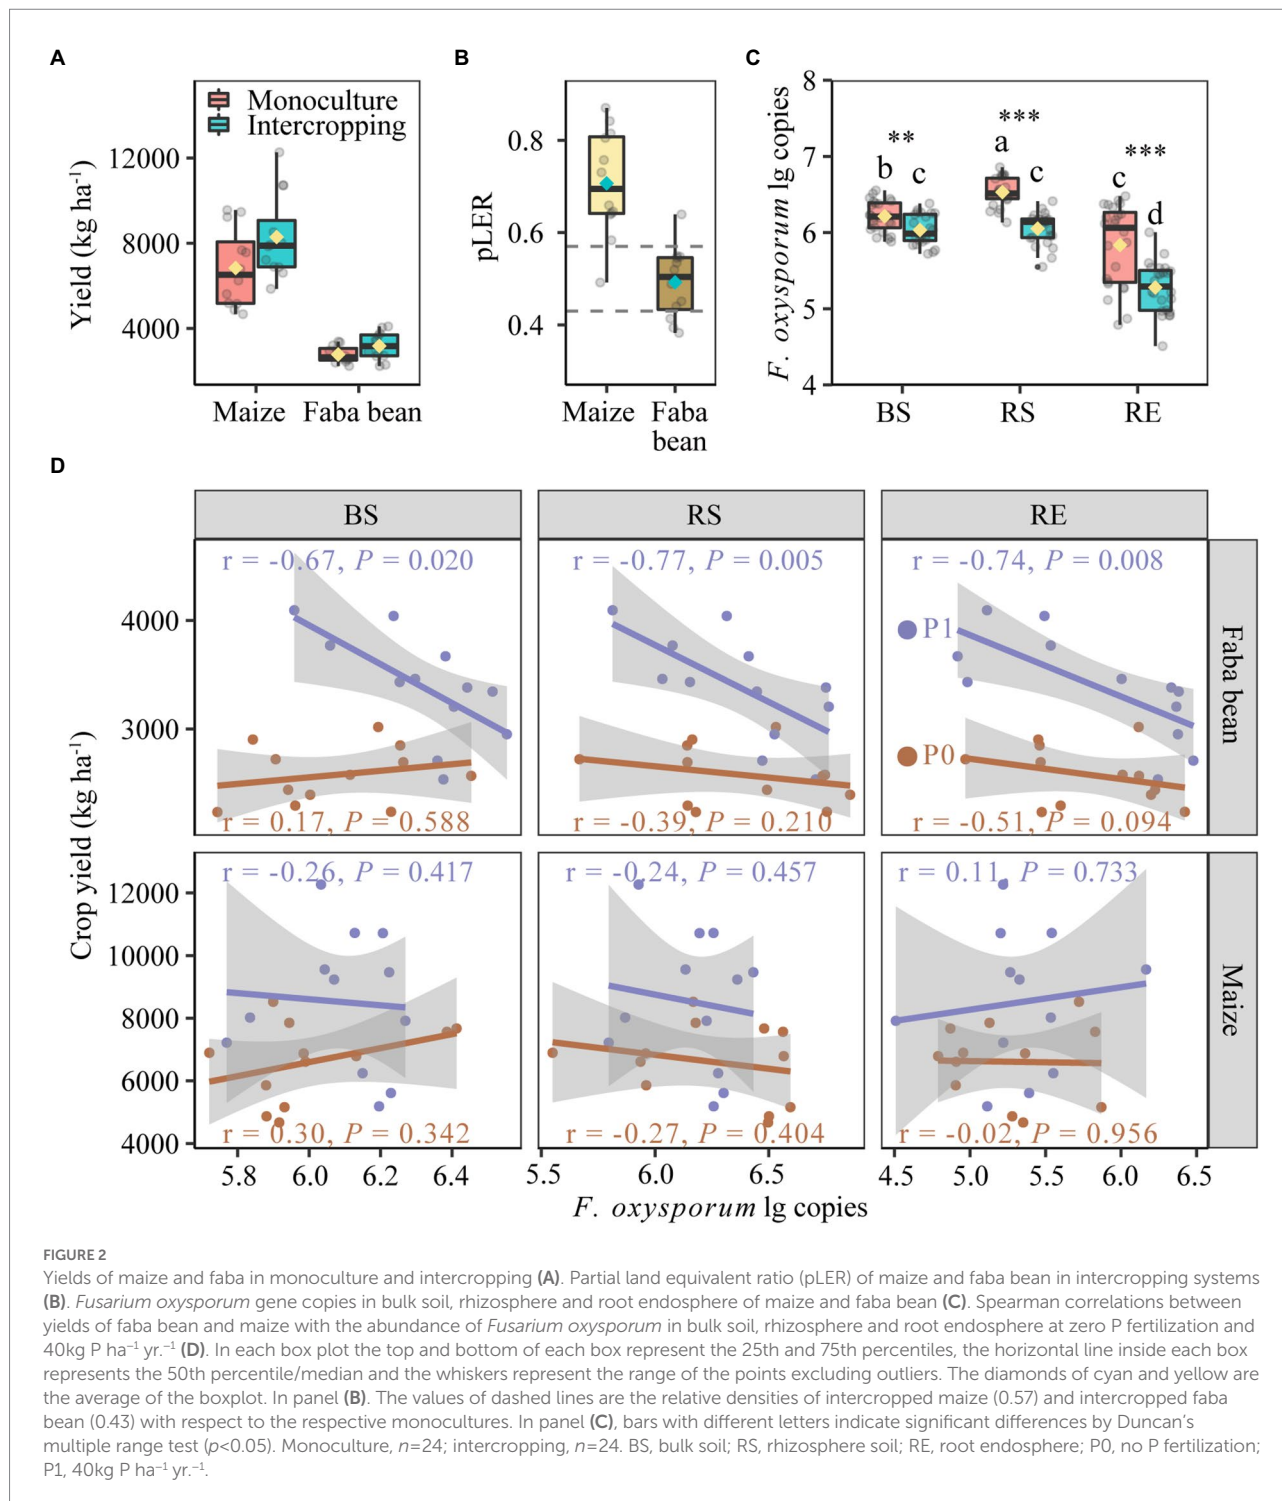 A
B
C
Monoculture
Intercropping
Yield (kg ha⁻¹)
12000
8000
4000
Maize
Faba bean
pLER
0.8
0.6
0.4
Maize
Faba
bean
F. oxysporum lg copies
8
7
6
5
4
**
***
***
b
c
a
c
c
d
BS
RS
RE
D
BS
RS
RE
r = -0.67, P = 0.020
r = -0.77, P = 0.005
r = -0.74, P = 0.008
P1
P0
4000
3000
r = 0.17, P = 0.588
r = -0.39, P = 0.210
r = -0.51, P = 0.094
Faba bean
Crop yield (kg ha⁻¹)
r = -0.26, P = 0.417
r = -0.24, P = 0.457
r = 0.11, P = 0.733
12000
10000
8000
6000
4000
r = 0.30, P = 0.342
r = -0.27, P = 0.404
r = -0.02, P = 0.956
Maize
5.8 6.0 6.2 6.4
5.5 6.0 6.5
4.5 5.0 5.5 6.0 6.5
F. oxysporum lg copies
FIGURE 2
Yields of maize and faba in monoculture and intercropping (A). Partial land equivalent ratio (pLER) of maize and faba bean in intercropping systems
(B). Fusarium oxysporum gene copies in bulk soil, rhizosphere and root endosphere of maize and faba bean (C). Spearman correlations between
yields of faba bean and maize with the abundance of Fusarium oxysporum in bulk soil, rhizosphere and root endosphere at zero P fertilization and
40kg P ha⁻¹ yr.⁻¹ (D). In each box plot the top and bottom of each box represent the 25th and 75th percentiles, the horizontal line inside each box
represents the 50th percentile/median and the whiskers represent the range of the points excluding outliers. The diamonds of cyan and yellow are
the average of the boxplot. In panel (B). The values of dashed lines are the relative densities of intercropped maize (0.57) and intercropped faba
bean (0.43) with respect to the respective monocultures. In panel (C), bars with different letters indicate significant differences by Duncan's
multiple range test (p<0.05). Monoculture, n=24; intercropping, n=24. BS, bulk soil; RS, rhizosphere soil; RE, root endosphere; P0, no P fertilization;
P1, 40kg P ha⁻¹ yr.⁻¹.